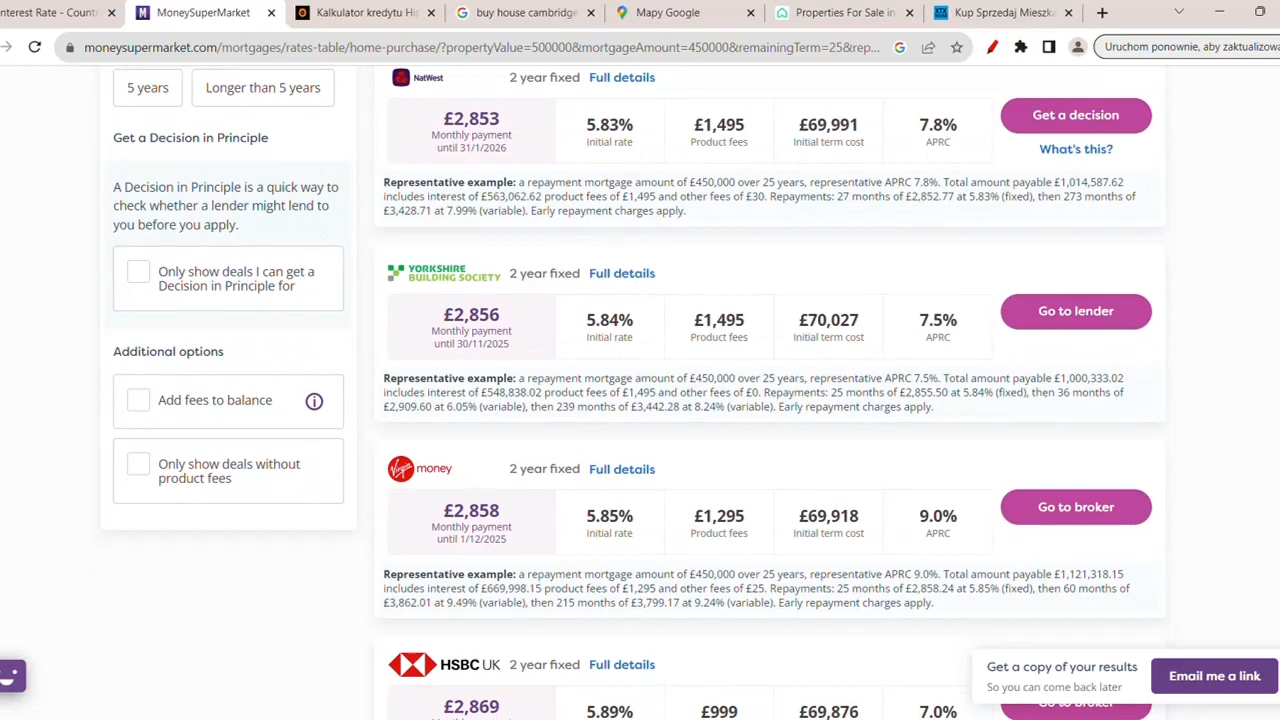 nterest Rate - Count
MoneySuperMarket
Kalkulator kredytu Hip
buy house cambridge
Mapy Google
Properties For Sale in
Kup Sprzedaj Mieszka
moneysupermarket.com/mortgages/rates-table/home-purchase/?propertyValue=500000&mortgageAmount=450000&remainingTerm=25&rep...
Uruchom ponownie, aby zaktualizowa
5 years
Longer than 5 years
Get a Decision in Principle
A Decision in Principle is a quick way to
check whether a lender might lend to
you before you apply.
Only show deals I can get a
Decision in Principle for
Additional options
Add fees to balance
Only show deals without
product fees
NatWest 2 year fixed Full details
£2,853 5.83% £1,495 £69,991 7.8%
Monthly payment Initial rate Product fees Initial term cost APRC
until 31/1/2026
Get a decision
What's this?
Representative example: a repayment mortgage amount of £450,000 over 25 years, representative APRC 7.8%. Total amount payable £1,014,587.62
includes interest of £563,062.62 product fees of £1,495 and other fees of £30. Repayments: 27 months of £2,852.77 at 5.83% (fixed), then 273 months of
£3,428.71 at 7.99% (variable). Early repayment charges apply.
YORKSHIRE
BUILDING SOCIETY
2 year fixed Full details
£2,856 5.84% £1,495 £70,027 7.5%
Monthly payment Initial rate Product fees Initial term cost APRC
until 30/11/2025
Go to lender
Representative example: a repayment mortgage amount of £450,000 over 25 years, representative APRC 7.5%. Total amount payable £1,000,333.02
includes interest of £548,838.02 product fees of £1,495 and other fees of £0. Repayments: 25 months of £2,855.50 at 5.84% (fixed), then 36 months of
£2,909.60 at 6.05% (variable), then 239 months of £3,442.28 at 8.24% (variable). Early repayment charges apply.
Virgin money 2 year fixed Full details
£2,858 5.85% £1,295 £69,918 9.0%
Monthly payment Initial rate Product fees Initial term cost APRC
until 1/12/2025
Go to broker
Representative example: a repayment mortgage amount of £450,000 over 25 years, representative APRC 9.0%. Total amount payable £1,121,318.15
includes interest of £669,998.15 product fees of £1,295 and other fees of £25. Repayments: 25 months of £2,858.24 at 5.85% (fixed), then 60 months of
£3,862.01 at 9.49% (variable), then 215 months of £3,799.17 at 9.24% (variable). Early repayment charges apply.
HSBC UK 2 year fixed Full details
£2,869 5.89% £999 £69,876 7.0%
Go to broker
Get a copy of your results
So you can come back later
Email me a link